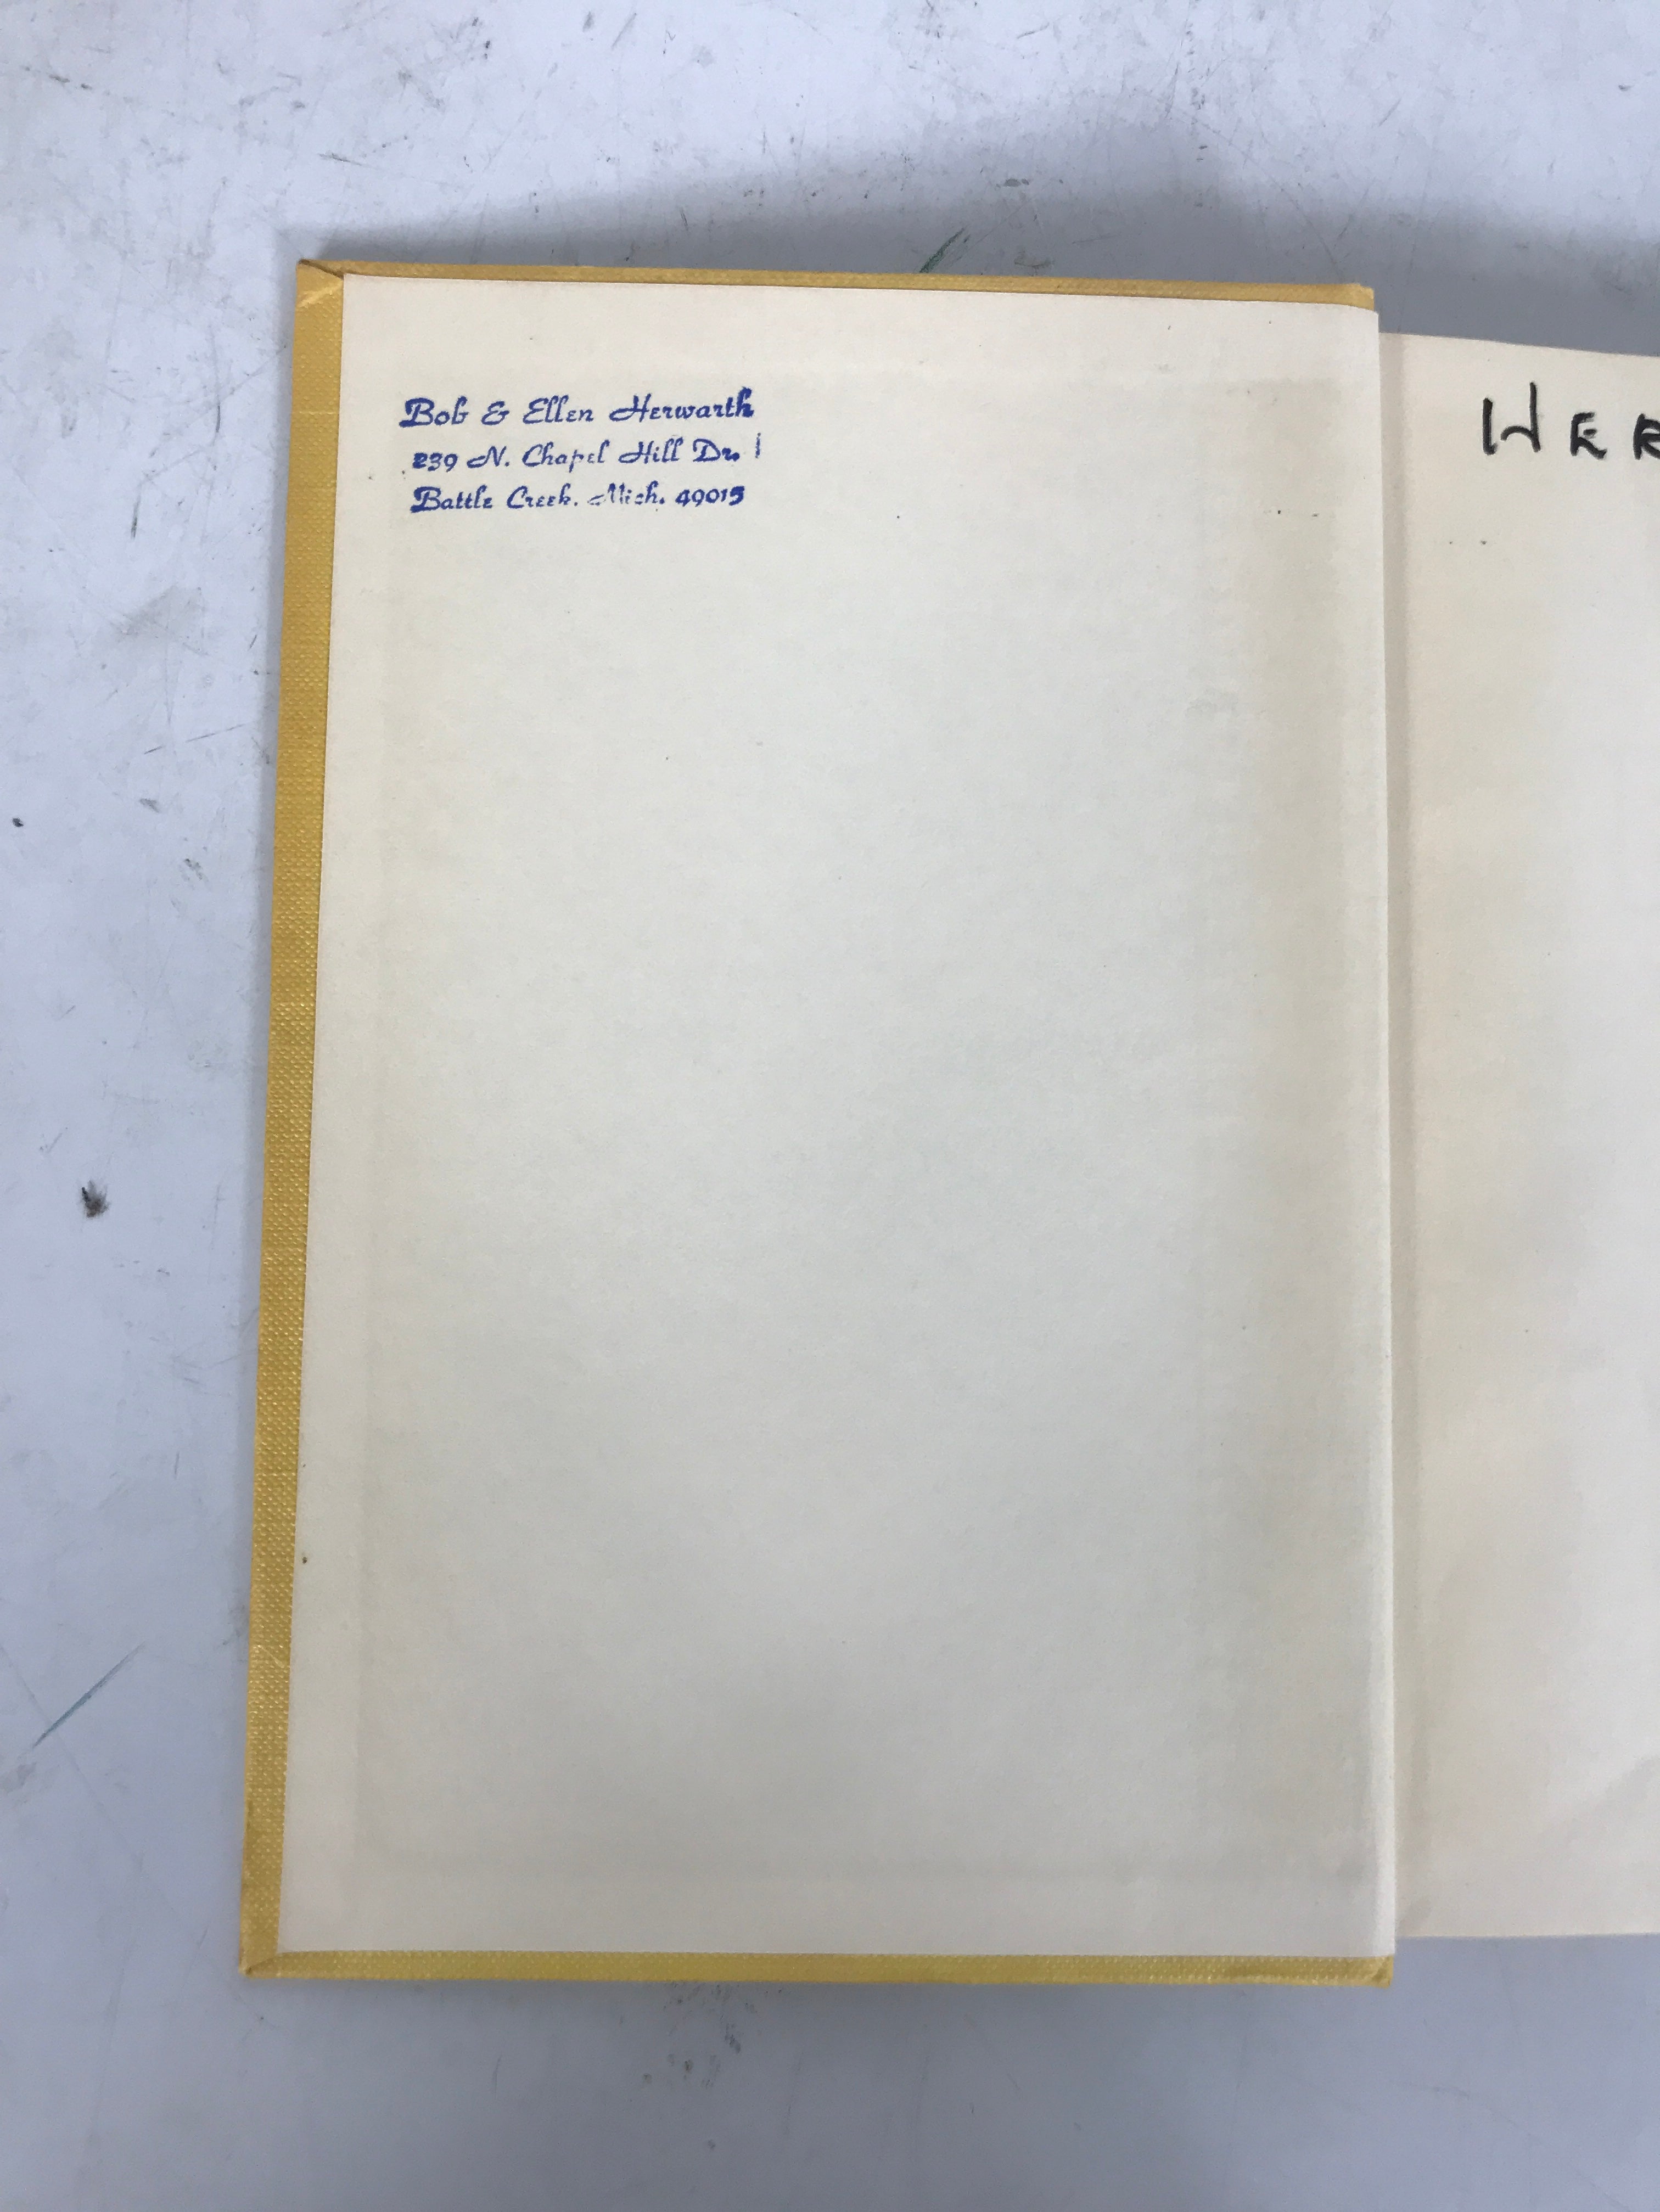 Bob & Ellen Herwarth
239 N. Chapel Hill Dr.
Battle Creek, Mich. 49015
HER